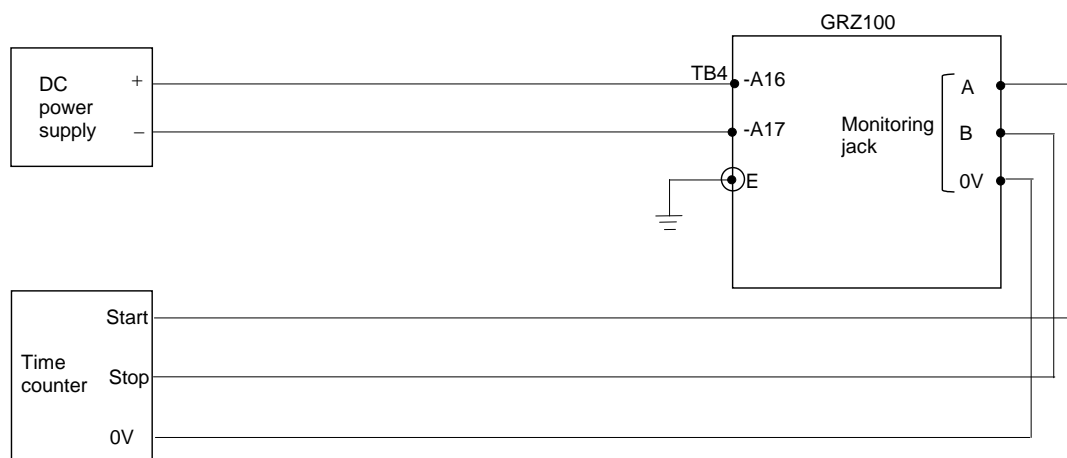 GRZ100
DC
power
supply
+
−
TB4
-A16
-A17
E
Monitoring
jack
A
B
0V
Time
counter
Start
Stop
0V